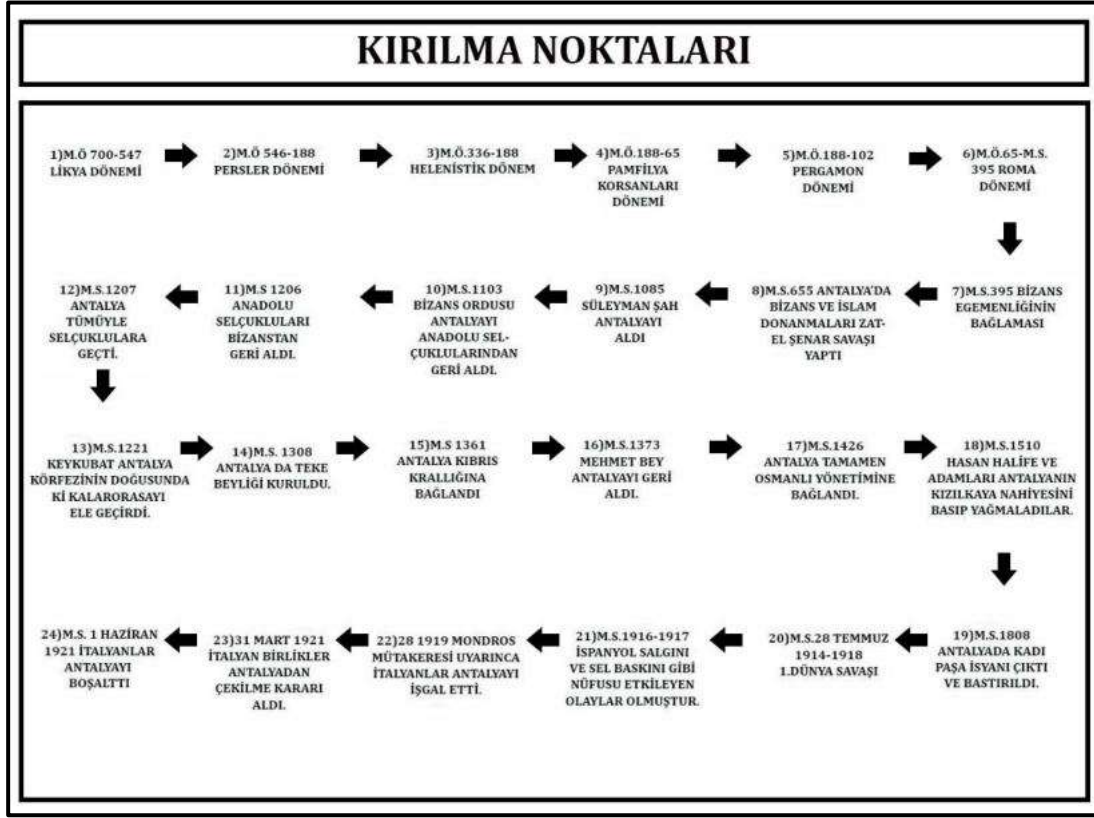 KIRILMA NOKTALARI
1)M.Ö 700-547
LİKYA DÖNEMİ
2)M.Ö 546-188
PERSLER DÖNEMİ
3)M.Ö.336-188
HELENİSTİK DÖNEM
4)M.Ö.188-65
PAMFİLYA
KORSANLARI
DÖNEMİ
5)M.Ö.188-102
PERGAMON
DÖNEMİ
6)M.Ö.65-M.S.
395 ROMA
DÖNEMİ
7)M.S.395 BİZANS
EGEMENLİĞİNİN
BAĞLAMASI
8)M.S.655 ANTALYA'DA
BİZANS VE İSLAM
DONANMALARI ZAT-
EL ŞENAR SAVAŞI
YAPTI
9)M.S.1085
SÜLEYMAN ŞAH
ANTALYAYI
ALDI
10)M.S.1103
BİZANS ORDUSU
ANTALYAYI
ANADOLU SEL-
ÇUKLULARINDAN
GERİ ALDI.
11)M.S 1206
ANADOLU
SELÇUKLULARI
BİZANSTAN
GERİ ALDI.
12)M.S.1207
ANTALYA
TÜMÜYLE
SELÇUKLULARA
GEÇTİ.
13)M.S.1221
KEYKUBAT ANTALYA
KÖRFEZİNİN DOĞUSUNDA
Kİ KALARORASAYI
ELE GEÇİRDİ.
14)M.S. 1308
ANTALYA DA TEKE
BEYLİĞİ KURULDU.
15)M.S 1361
ANTALYA KIBRIS
KRALLIĞINA
BAĞLANDI
16)M.S.1373
MEHMET BEY
ANTALYAYI GERİ
ALDI.
17)M.S.1426
ANTALYA TAMAMEN
OSMANLI YÖNETİMİNE
BAĞLANDI.
18)M.S.1510
HASAN HALİFE VE
ADAMLARI ANTALYANIN
KIZILKAYA NAHİYESİNİ
BASIP YAĞMALADILAR.
19)M.S.1808
ANTALYADA KADI
PAŞA İSYANI ÇIKTI
VE BASTIRILDI.
20)M.S.28 TEMMUZ
1914-1918
1.DÜNYA SAVAŞI
21)M.S.1916-1917
İSPANYOL SALGINI
VE SEL BASKINI GİBİ
NÜFUSU ETKİLEYEN
OLAYLAR OLMUŞTUR.
22)28 1919 MONDROS
MÜTAKERESİ UYARINCA
İTALYANLAR ANTALYAYI
İŞGAL ETTİ.
23)31 MART 1921
İTALYAN BİRLİKLER
ANTALYADAN
ÇEKİLME KARARI
ALDI.
24)M.S. 1 HAZİRAN
1921 İTALYANLAR
ANTALYAYI
BOŞALTTI